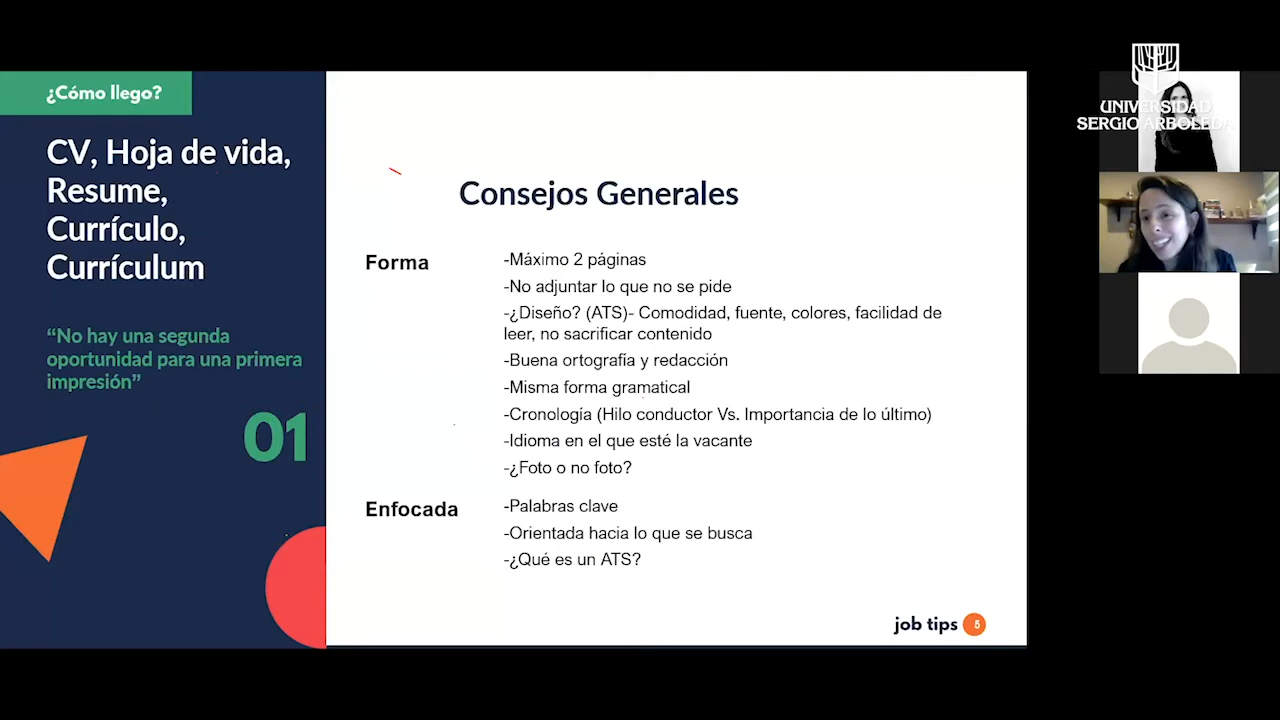 ¿Cómo llego?
CV, Hoja de vida,
Resume,
Currículo,
Currículum
“No hay una segunda
oportunidad para una primera
impresión”
01
Consejos Generales
Forma
-Máximo 2 páginas
-No adjuntar lo que no se pide
-¿Diseño? (ATS)- Comodidad, fuente, colores, facilidad de
leer, no sacrificar contenido
-Buena ortografía y redacción
-Misma forma gramatical
-Cronología (Hilo conductor Vs. Importancia de lo último)
-Idioma en el que esté la vacante
-¿Foto o no foto?
Enfocada
-Palabras clave
-Orientada hacia lo que se busca
-¿Qué es un ATS?
job tips 5
UNIVERSIDAD
SERGIO ARBOLEDA